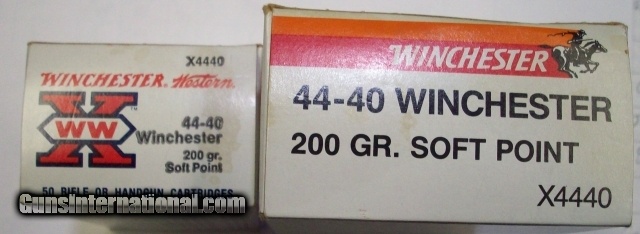 X4440
WINCHESTER Western
X
WW
44-40
Winchester
200 gr.
Soft Point
50 RIFLE OR HANDGUN CARTRIDGES
WINCHESTER
44-40 WINCHESTER
200 GR. SOFT POINT
X4440
GunsInternational.com